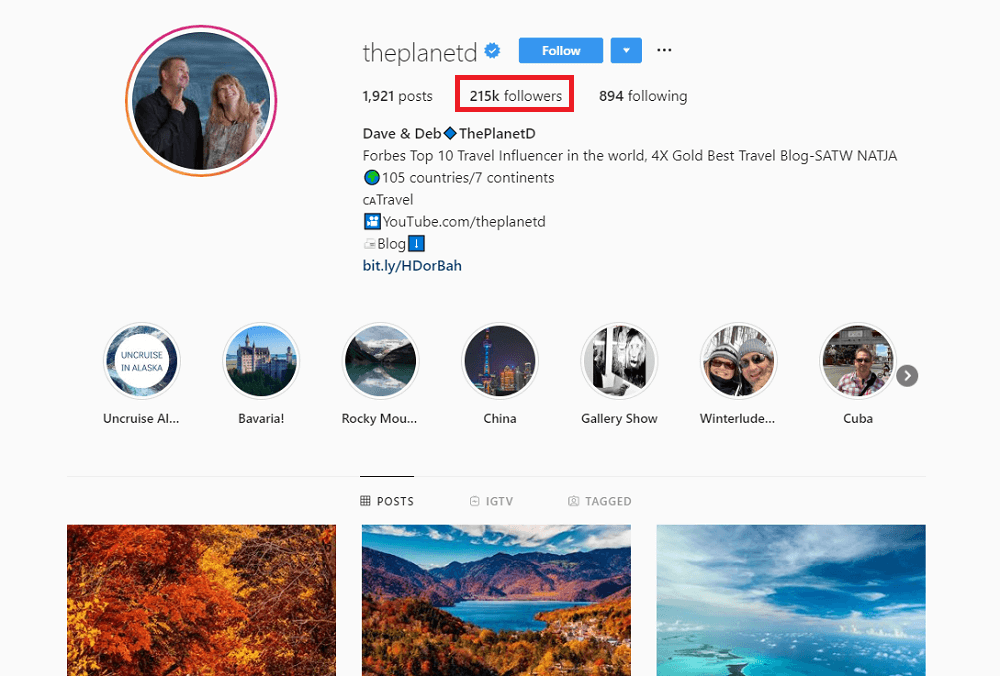 theplanetd Follow
1,921 posts 215k followers 894 following
Dave & Deb🔷ThePlanetD
Forbes Top 10 Travel Influencer in the world, 4X Gold Best Travel Blog-SATW NATJA
🌍105 countries/7 continents
🇨🇦Travel
🎦YouTube.com/theplanetd
📨Blog⬇️
bit.ly/HDorBah
UNCRUISE
IN ALASKA
Uncruise Al... Bavaria! Rocky Mou... China Gallery Show Winterlude... Cuba
POSTS IGTV TAGGED